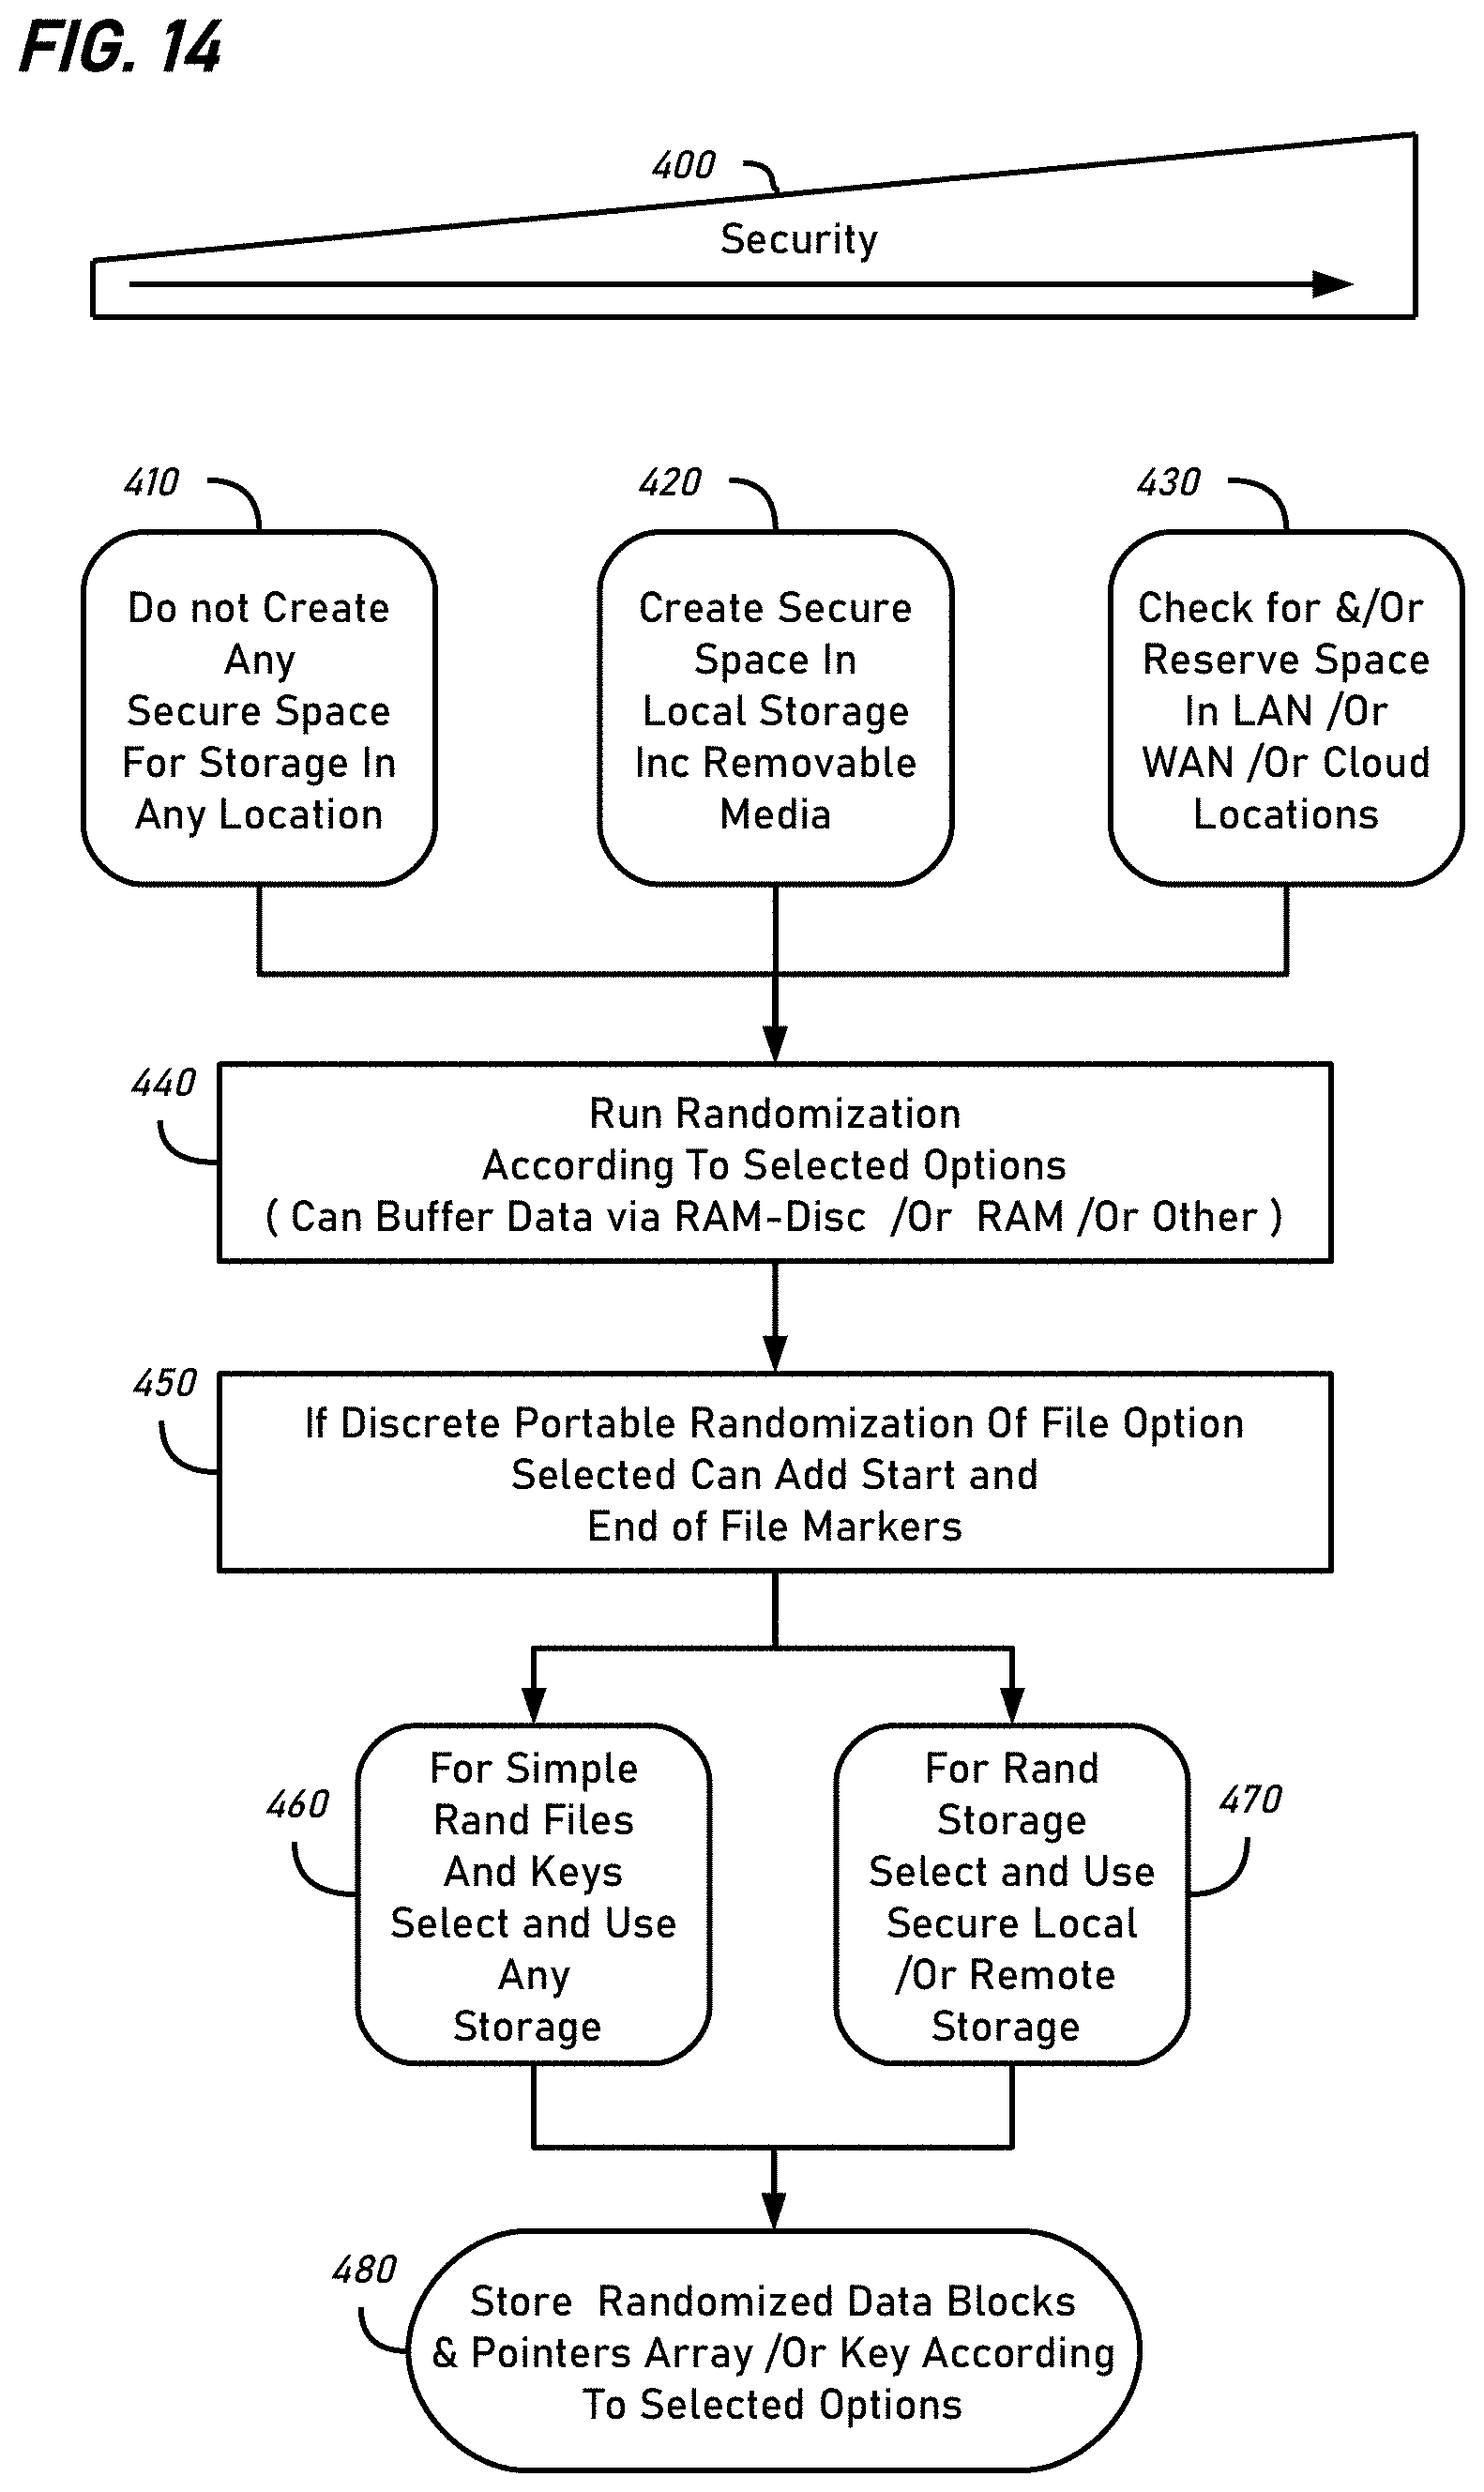 FIG. 14
400
Security
410
Do not Create
Any
Secure Space
For Storage In
Any Location
420
Create Secure
Space In
Local Storage
Inc Removable
Media
430
Check for &/Or
Reserve Space
In LAN /Or
WAN /Or Cloud
Locations
440
Run Randomization
According To Selected Options
( Can Buffer Data via RAM-Disc /Or RAM /Or Other )
450
If Discrete Portable Randomization Of File Option
Selected Can Add Start and
End of File Markers
460
For Simple
Rand Files
And Keys
Select and Use
Any
Storage
470
For Rand
Storage
Select and Use
Secure Local
/Or Remote
Storage
480
Store Randomized Data Blocks
& Pointers Array /Or Key According
To Selected Options